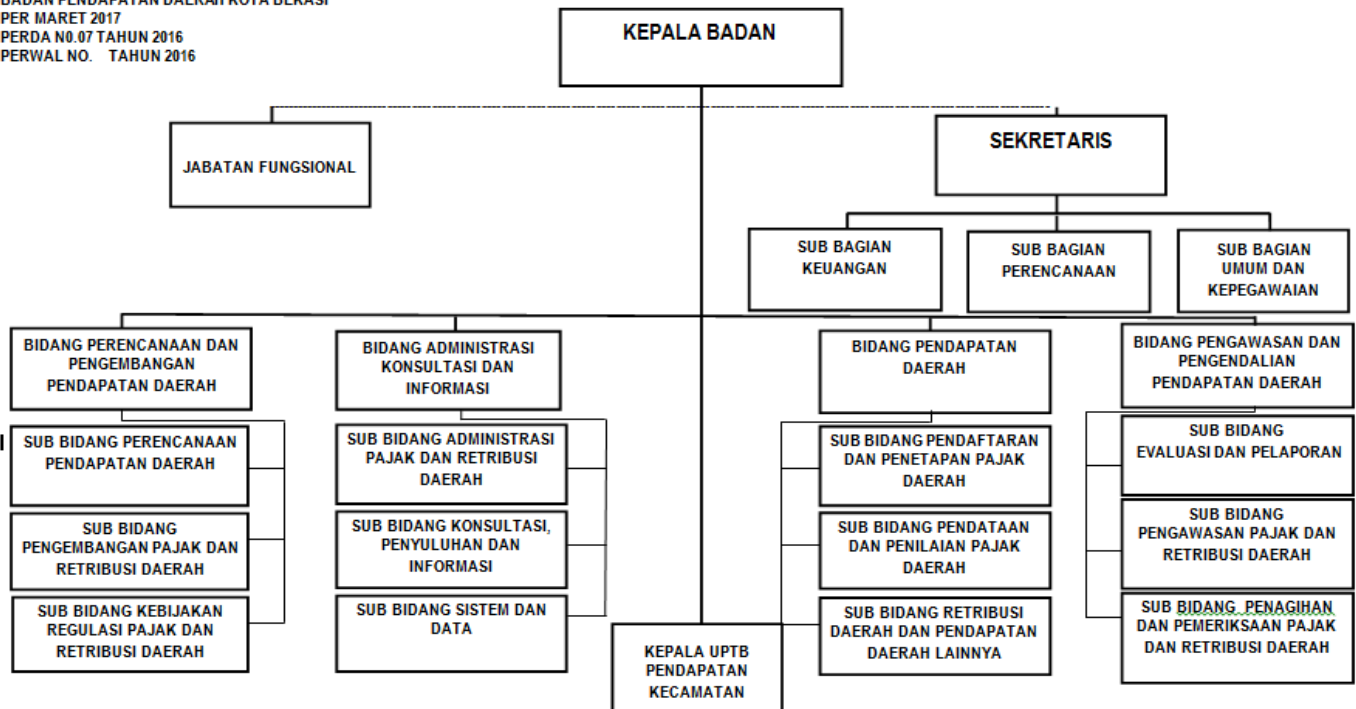 BADAN PENDAPATAN DAERAH KOTA BEKASI
PER MARET 2017
PERDA N0.07 TAHUN 2016
PERWAL NO. TAHUN 2016
KEPALA BADAN
JABATAN FUNGSIONAL
SEKRETARIS
SUB BAGIAN
KEUANGAN
SUB BAGIAN
PERENCANAAN
SUB BAGIAN
UMUM DAN
KEPEGAWAIAN
BIDANG PERENCANAAN DAN
PENGEMBANGAN
PENDAPATAN DAERAH
BIDANG ADMINISTRASI
KONSULTASI DAN
INFORMASI
BIDANG PENDAPATAN
DAERAH
BIDANG PENGAWASAN DAN
PENGENDALIAN
PENDAPATAN DAERAH
SUB BIDANG PERENCANAAN
PENDAPATAN DAERAH
SUB BIDANG
PENGEMBANGAN PAJAK DAN
RETRIBUSI DAERAH
SUB BIDANG KEBIJAKAN
REGULASI PAJAK DAN
RETRIBUSI DAERAH
SUB BIDANG ADMINISTRASI
PAJAK DAN RETRIBUSI
DAERAH
SUB BIDANG KONSULTASI,
PENYULUHAN DAN
INFORMASI
SUB BIDANG SISTEM DAN
DATA
SUB BIDANG PENDAFTARAN
DAN PENETAPAN PAJAK
DAERAH
SUB BIDANG PENDATAAN
DAN PENILAIAN PAJAK
DAERAH
SUB BIDANG RETRIBUSI
DAERAH DAN PENDAPATAN
DAERAH LAINNYA
SUB BIDANG
EVALUASI DAN PELAPORAN
SUB BIDANG
PENGAWASAN PAJAK DAN
RETRIBUSI DAERAH
SUB BIDANG PENAGIHAN
DAN PEMERIKSAAN PAJAK
DAN RETRIBUSI DAERAH
KEPALA UPTB
PENDAPATAN
KECAMATAN